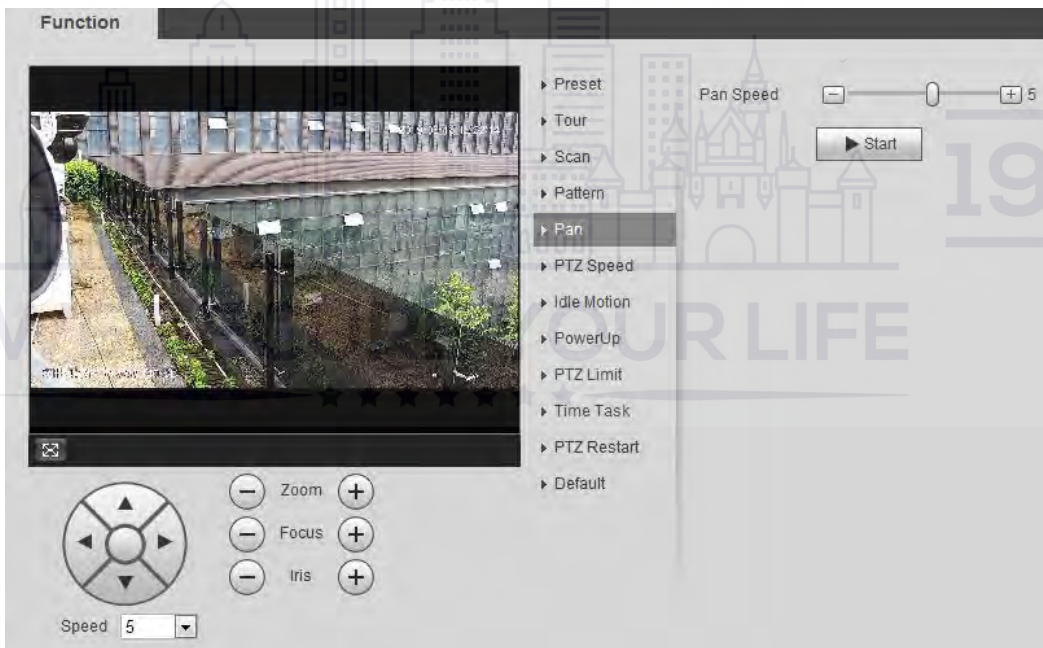 Function
Preset
Tour
Scan
Pattern
Pan
PTZ Speed
Idle Motion
PowerUp
PTZ Limit
Time Task
PTZ Restart
Default
Pan Speed
5
Start
19
YOUR LIFE
Zoom
Focus
Iris
Speed 5